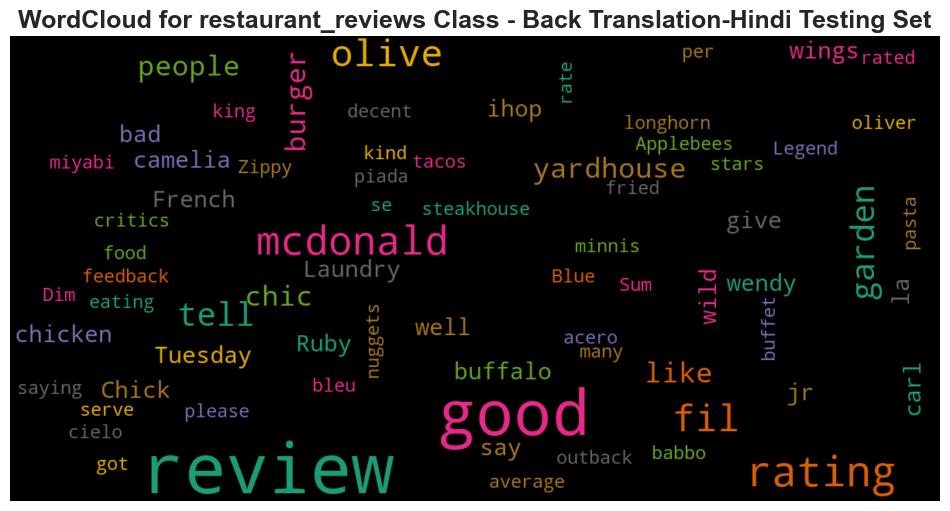 WordCloud for restaurant_reviews Class - Back Translation-Hindi Testing Set
olive
people
per
wings
rated
burger
rate
king
decent
ihop
longhorn
oliver
bad
Applebees
Legend
miyabi
camelia
Zippy
kind
tacos
yardhouse
stars
piada
fried
French
se
steakhouse
garden
pasta
critics
give
mcdonald
minnis
food
Laundry
feedback
Blue
Sum
wild
wendy
la
Dim
eating
chic
tell
nuggets
well
buffet
chicken
Tuesday
Ruby
acero
many
saying
Chick
bleu
buffalo
like
jr
carl
serve
please
good
fil
cielo
say
outback
babbo
got
review
average
rating